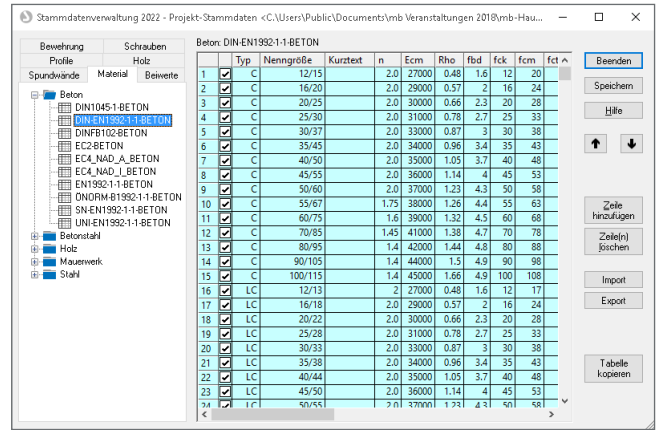 Stammdatenverwaltung 2022 - Projekt-Stammdaten <C:\Users\Public\Documents\mb Veranstaltungen 2018\mb-Hau...
Bewehrung Schrauben
Profile Holz
Spundwände Material Beiwerte
Beton
DIN1045-1-BETON
DIN-EN1992-1-1-BETON
DINFB102-BETON
EC2-BETON
EC4_NAD_A_BETON
EC4_NAD_I_BETON
EN1992-1-1-BETON
ÖNORM-B1992-1-1-BETON
SN-EN1992-1-1-BETON
UNI-EN1992-1-1-BETON
Betonstahl
Holz
Mauerwerk
Stahl
Beton: DIN-EN1992-1-1-BETON
Typ Nenngröße Kurztext n Ecm Rho fbd fck fcm fct
1 C 12/15 2.0 27000 0.48 1.6 12 20
2 C 16/20 2.0 29000 0.57 2 16 24
3 C 20/25 2.0 30000 0.66 2.3 20 28
4 C 25/30 2.0 31000 0.78 2.7 25 33
5 C 30/37 2.0 33000 0.87 3 30 38
6 C 35/45 2.0 34000 0.96 3.4 35 43
7 C 40/50 2.0 35000 1.05 3.7 40 48
8 C 45/55 2.0 36000 1.14 4 45 53
9 C 50/60 2.0 37000 1.23 4.3 50 58
10 C 55/67 1.75 38000 1.26 4.4 55 63
11 C 60/75 1.6 39000 1.32 4.5 60 68
12 C 70/85 1.45 41000 1.38 4.7 70 78
13 C 80/95 1.4 42000 1.44 4.8 80 88
14 C 90/105 1.4 44000 1.5 4.9 90 98
15 C 100/115 1.4 45000 1.66 4.9 100 108
16 LC 12/13 2 27000 0.48 1.6 12 17
17 LC 16/18 2.0 29000 0.57 2 16 24
18 LC 20/22 2.0 30000 0.66 2.3 20 28
19 LC 25/28 2.0 31000 0.78 2.7 25 33
20 LC 30/33 2.0 33000 0.87 3 30 38
21 LC 35/38 2.0 34000 0.96 3.4 35 43
22 LC 40/44 2.0 35000 1.05 3.7 40 48
23 LC 45/50 2.0 36000 1.14 4 45 53
24 LC 50/55 2.0 37000 1.23 4.3 50 58
Beenden
Speichern
Hilfe
Zeile
hinzufügen
Zeile(n)
löschen
Import
Export
Tabelle
kopieren